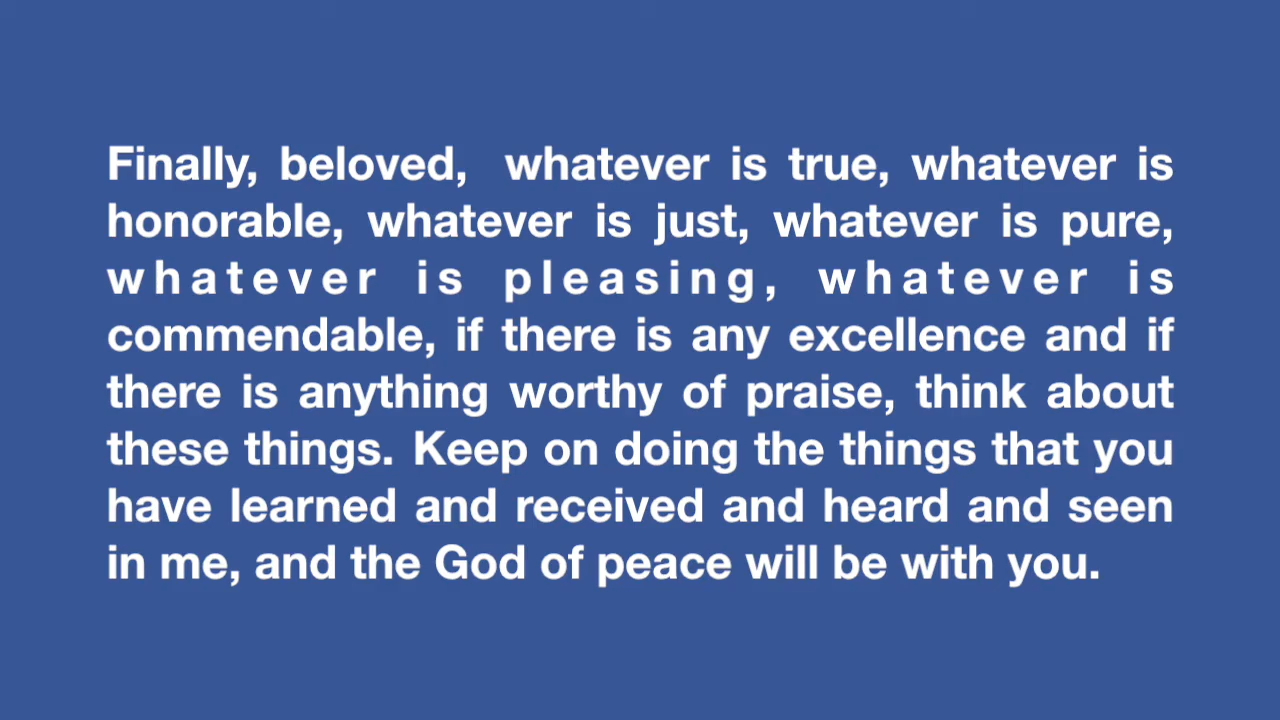 Finally, beloved, whatever is true, whatever is
honorable, whatever is just, whatever is pure,
whatever is pleasing, whatever is
commendable, if there is any excellence and if
there is anything worthy of praise, think about
these things. Keep on doing the things that you
have learned and received and heard and seen
in me, and the God of peace will be with you.